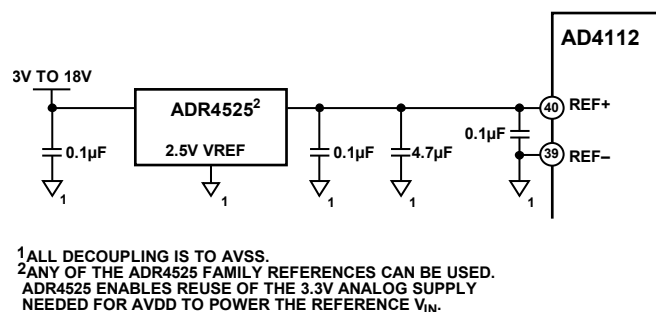 AD4112
3V TO 18V
ADR4525²
2.5V VREF
0.1µF
0.1µF
4.7µF
0.1µF
40 REF+
39 REF–
1
1
1
1
1
¹ALL DECOUPLING IS TO AVSS.
²ANY OF THE ADR4525 FAMILY REFERENCES CAN BE USED.
ADR4525 ENABLES REUSE OF THE 3.3V ANALOG SUPPLY
NEEDED FOR AVDD TO POWER THE REFERENCE VIN.